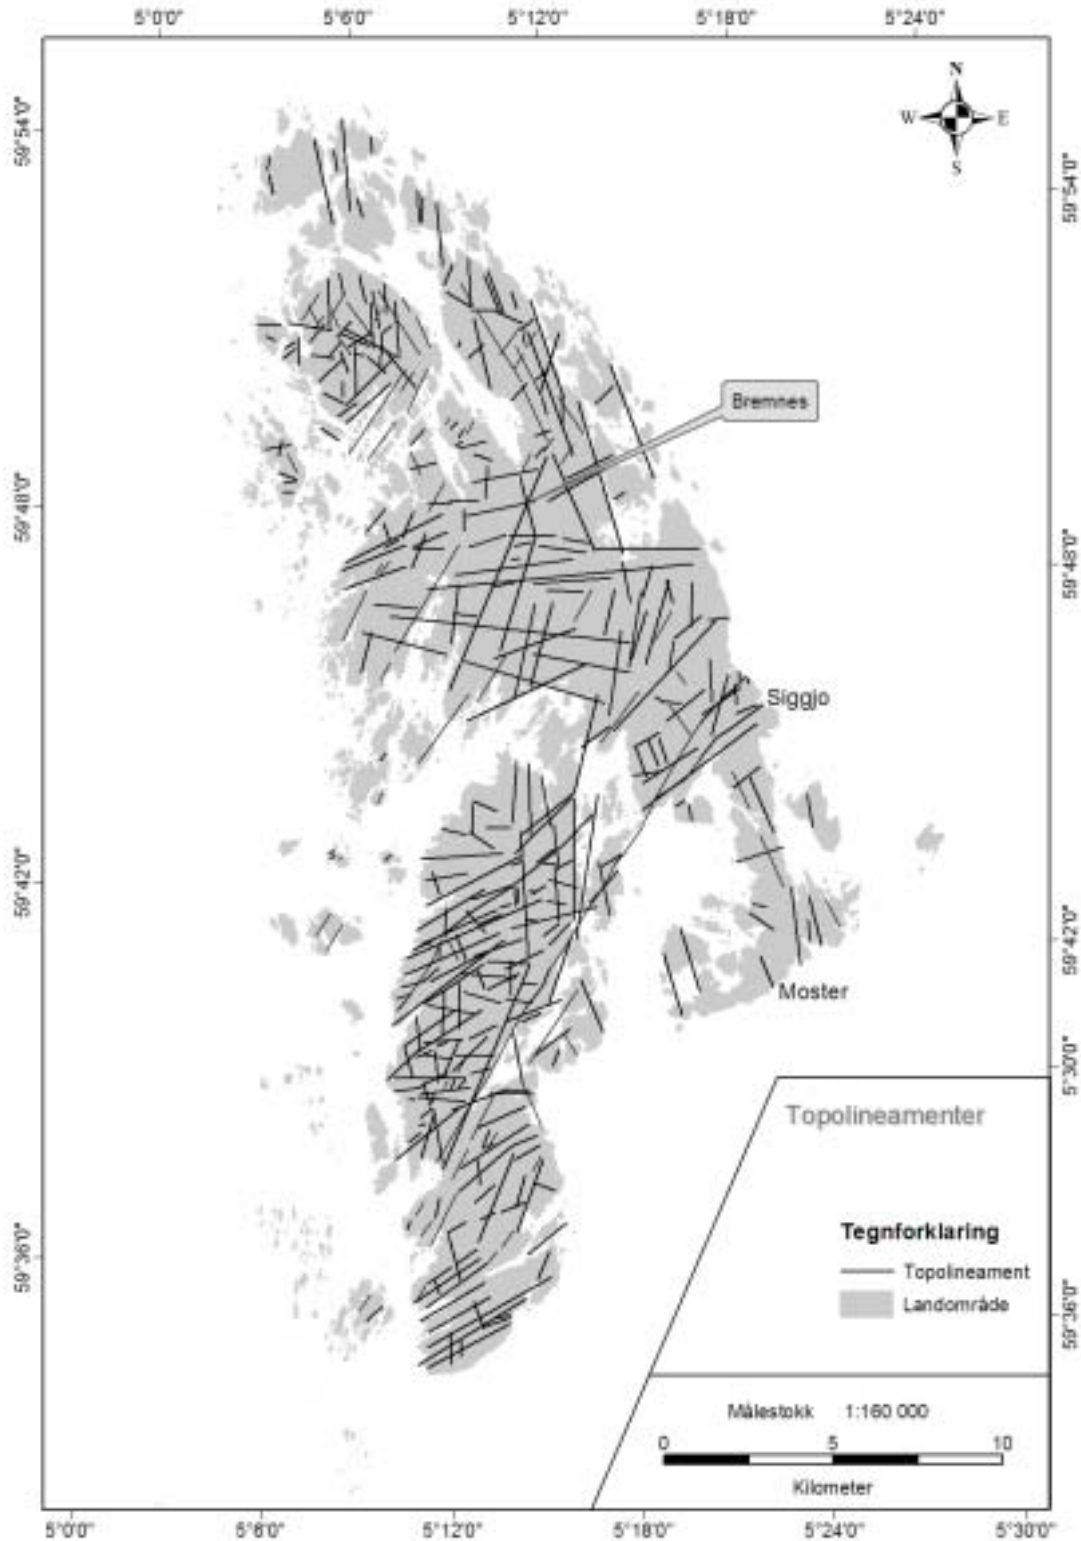 5°0'0" 5°6'0" 5°12'0" 5°18'0" 5°24'0"
N
W E
S
59°54'0"
59°54'0"
Bremnes
59°48'0"
59°48'0"
Siggjo
59°42'0"
59°42'0"
Moster
5°30'0"
Topolineamenter
Tegnforklaring
Topolineament
Landområde
59°36'0"
59°36'0"
Målestokk 1:160 000
0 5 10
Kilometer
5°0'0" 5°6'0" 5°12'0" 5°18'0" 5°24'0" 5°30'0"